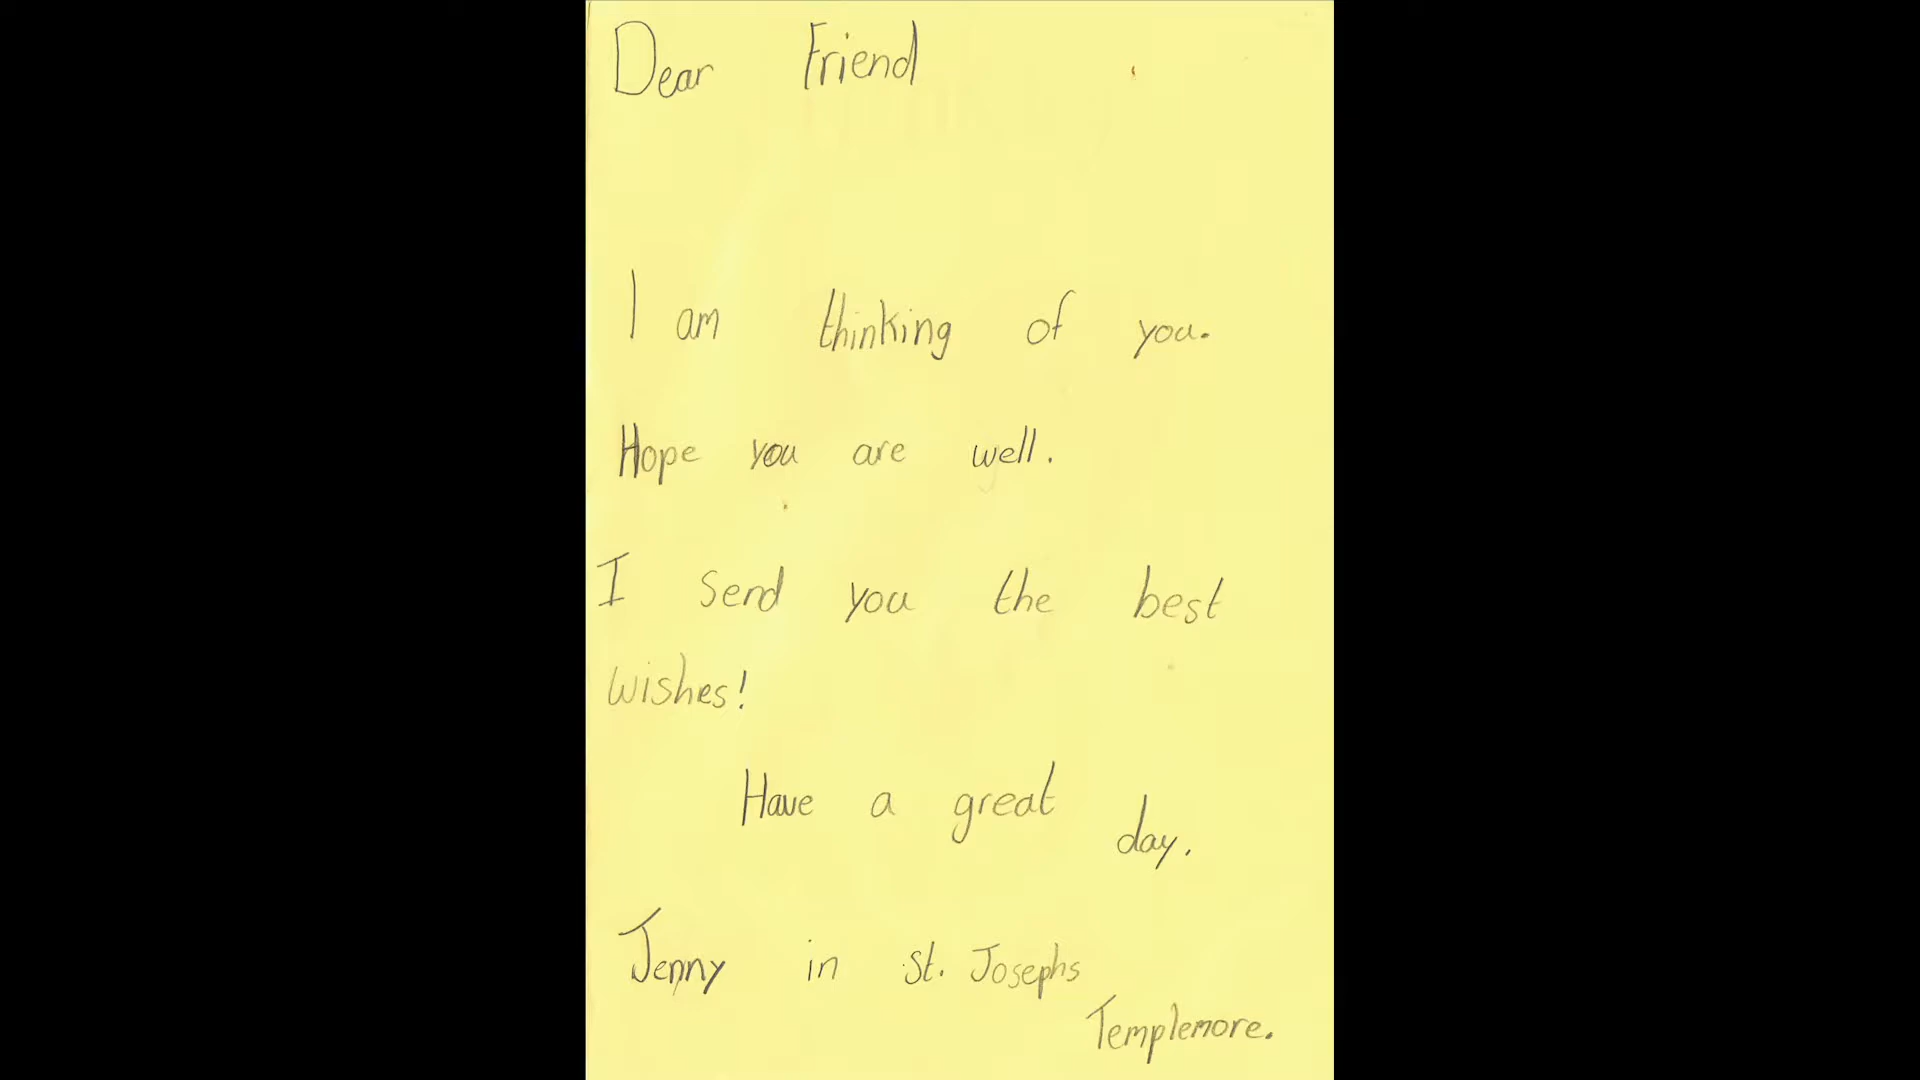 Dear Friend
I am thinking of you.
Hope you are well.
I send you the best
wishes!
Have a great day.
Jenny in St. Josephs
Templemore.